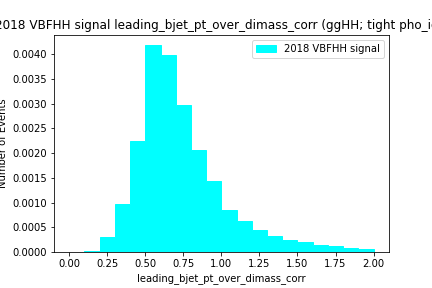 2018 VBFHH signal leading_bjet_pt_over_dimass_corr (ggHH; tight pho_i
2018 VBFHH signal
Number of Events
0.0040
0.0035
0.0030
0.0025
0.0020
0.0015
0.0010
0.0005
0.0000
0.00 0.25 0.50 0.75 1.00 1.25 1.50 1.75 2.00
leading_bjet_pt_over_dimass_corr